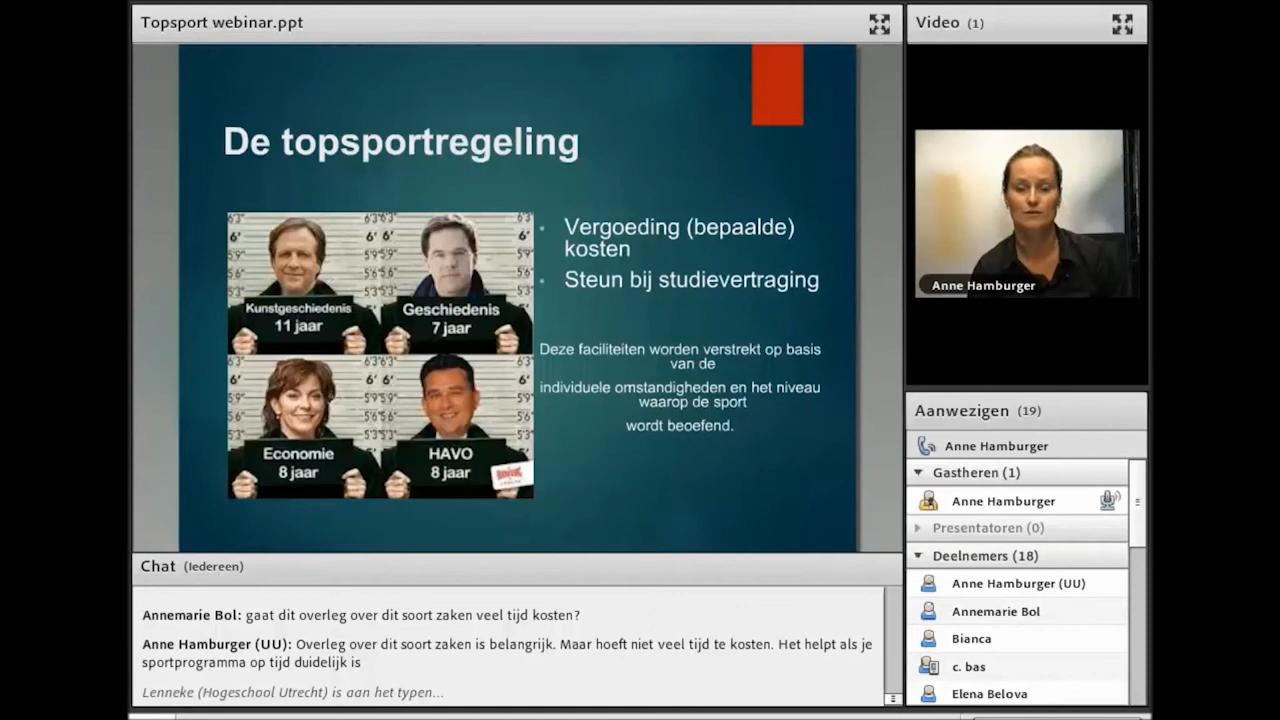 Topsport webinar.ppt
De topsportregeling
Kunstgeschiedenis
11 jaar
Geschiedenis
7 jaar
Economie
8 jaar
HAVO
8 jaar
Vergoeding (bepaalde)
kosten
Steun bij studievertraging
Deze faciliteiten worden verstrekt op basis
van de
individuele omstandigheden en het niveau
waarop de sport
wordt beoefend.
Chat (Iedereen)
Annemarie Bol: gaat dit overleg over dit soort zaken veel tijd kosten?
Anne Hamburger (UU): Overleg over dit soort zaken is belangrijk. Maar hoeft niet veel tijd te kosten. Het helpt als je
sportprogramma op tijd duidelijk is
Lenneke (Hogeschool Utrecht) is aan het typen...
Video (1)
Anne Hamburger
Aanwezigen (19)
Anne Hamburger
Gastheren (1)
Anne Hamburger
Presentatoren (0)
Deelnemers (18)
Anne Hamburger (UU)
Annemarie Bol
Bianca
c. bas
Elena Belova